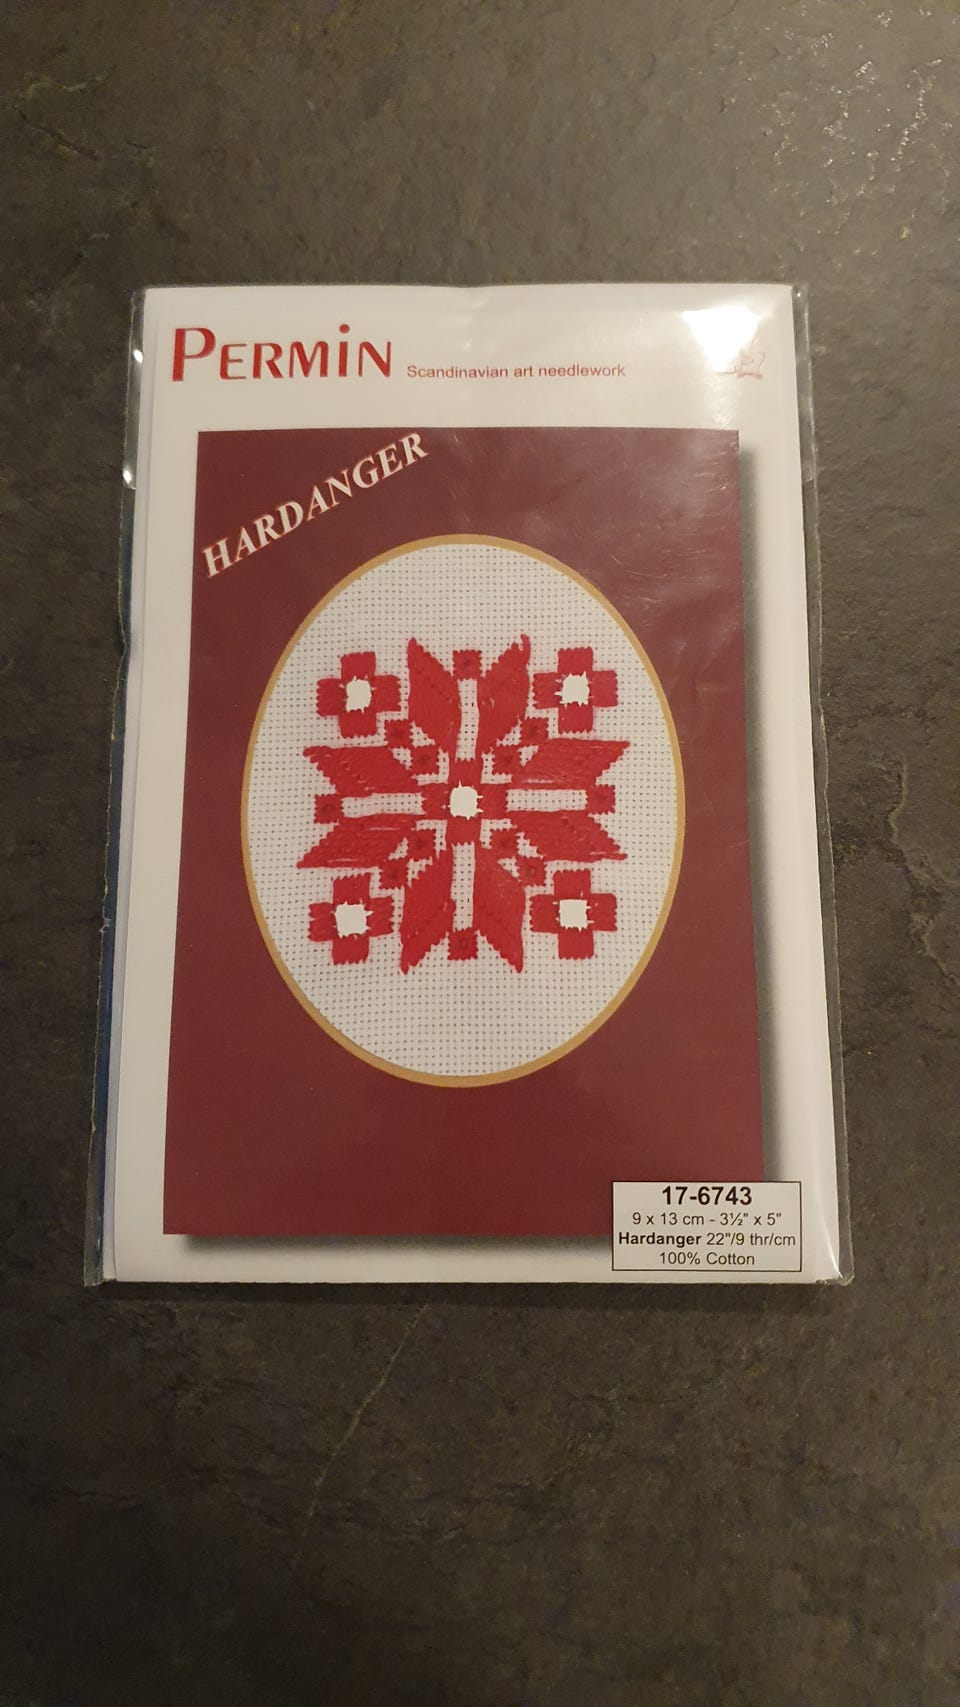 PERMIN Scandinavian art needlework
HARDANGER
17-6743
9 x 13 cm - 3½" x 5"
Hardanger 22"/9 thr/cm
100% Cotton